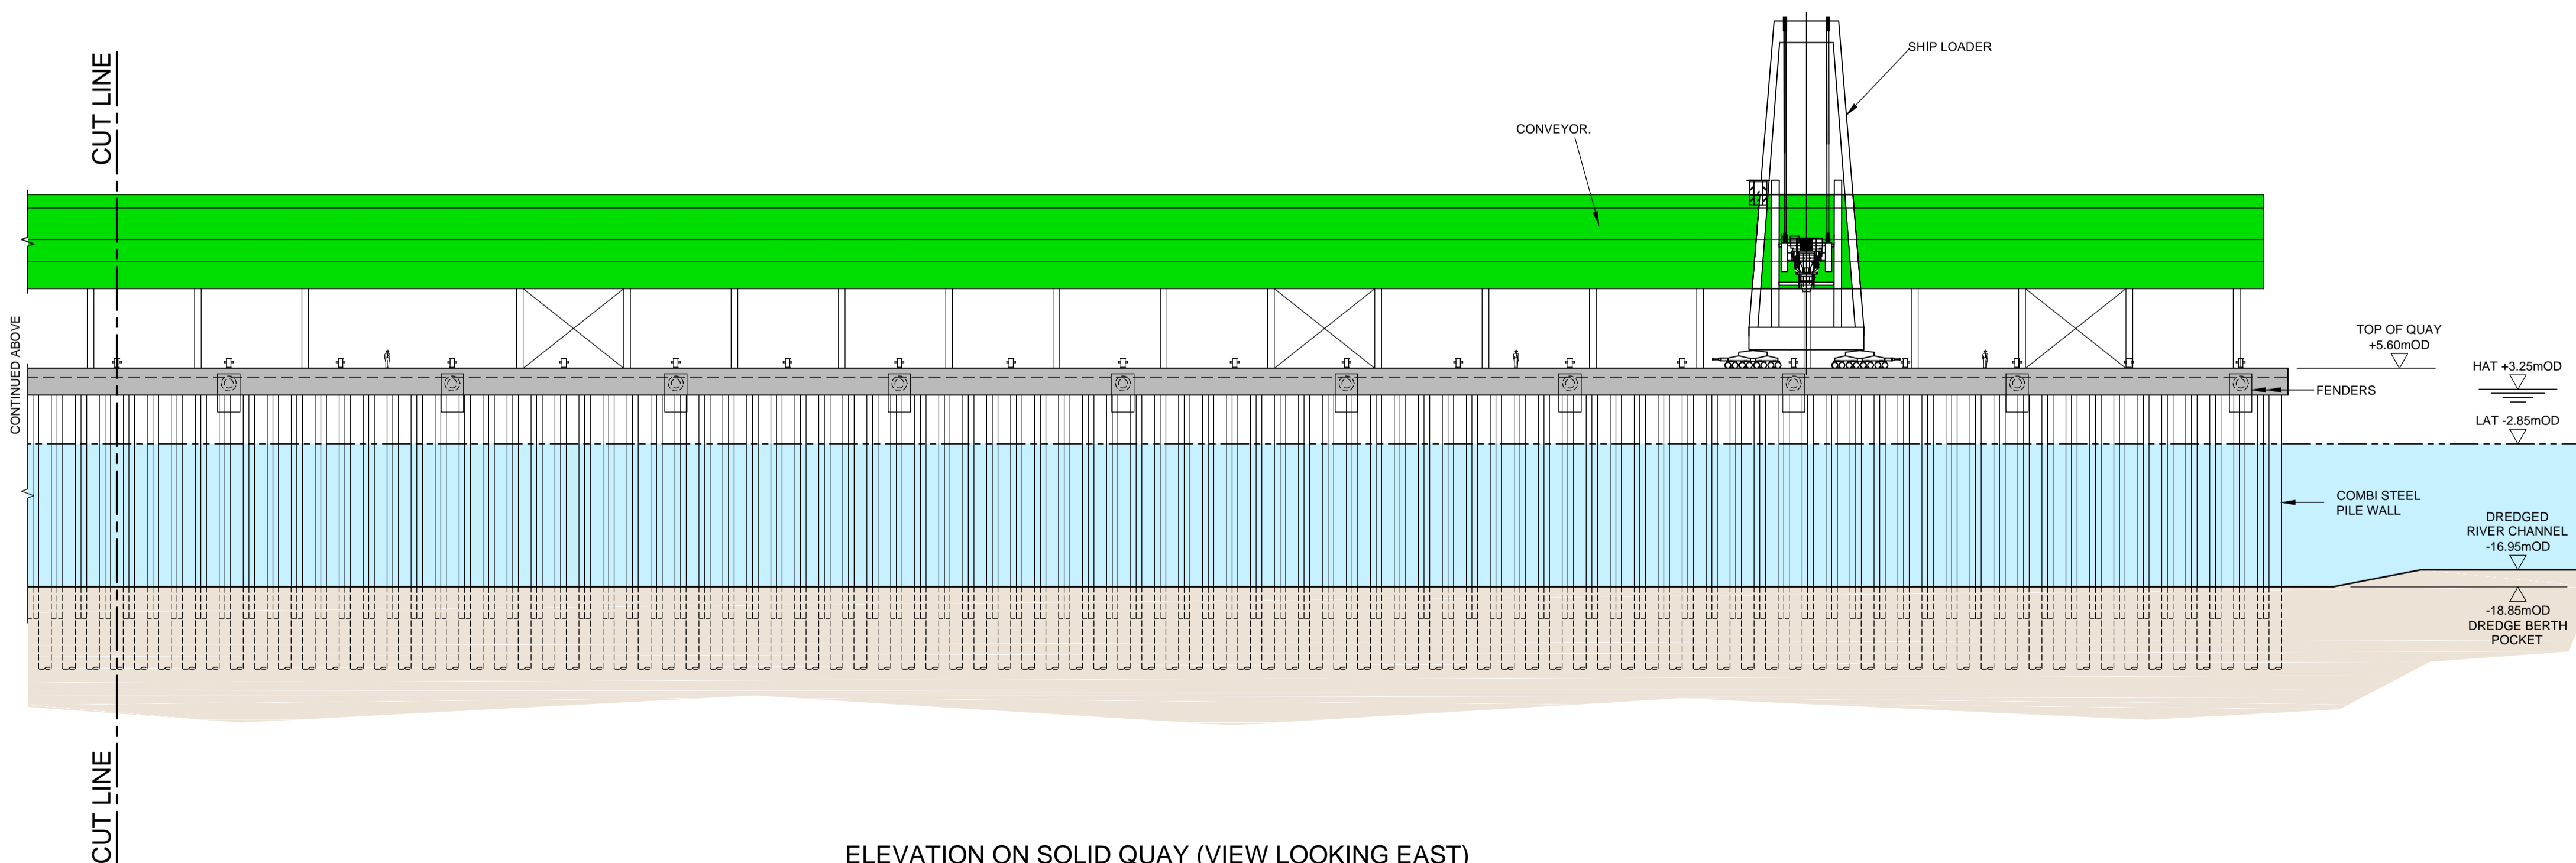 CUT LINE
SHIP LOADER
CONVEYOR.
CONTINUED ABOVE
TOP OF QUAY
+5.60mOD
HAT +3.25mOD
FENDERS
LAT -2.85mOD
COMBI STEEL
PILE WALL
DREDGED
RIVER CHANNEL
-16.95mOD
-18.85mOD
DREDGE BERTH
POCKET
CUT LINE
ELEVATION ON SOLID QUAY (VIEW LOOKING EAST)